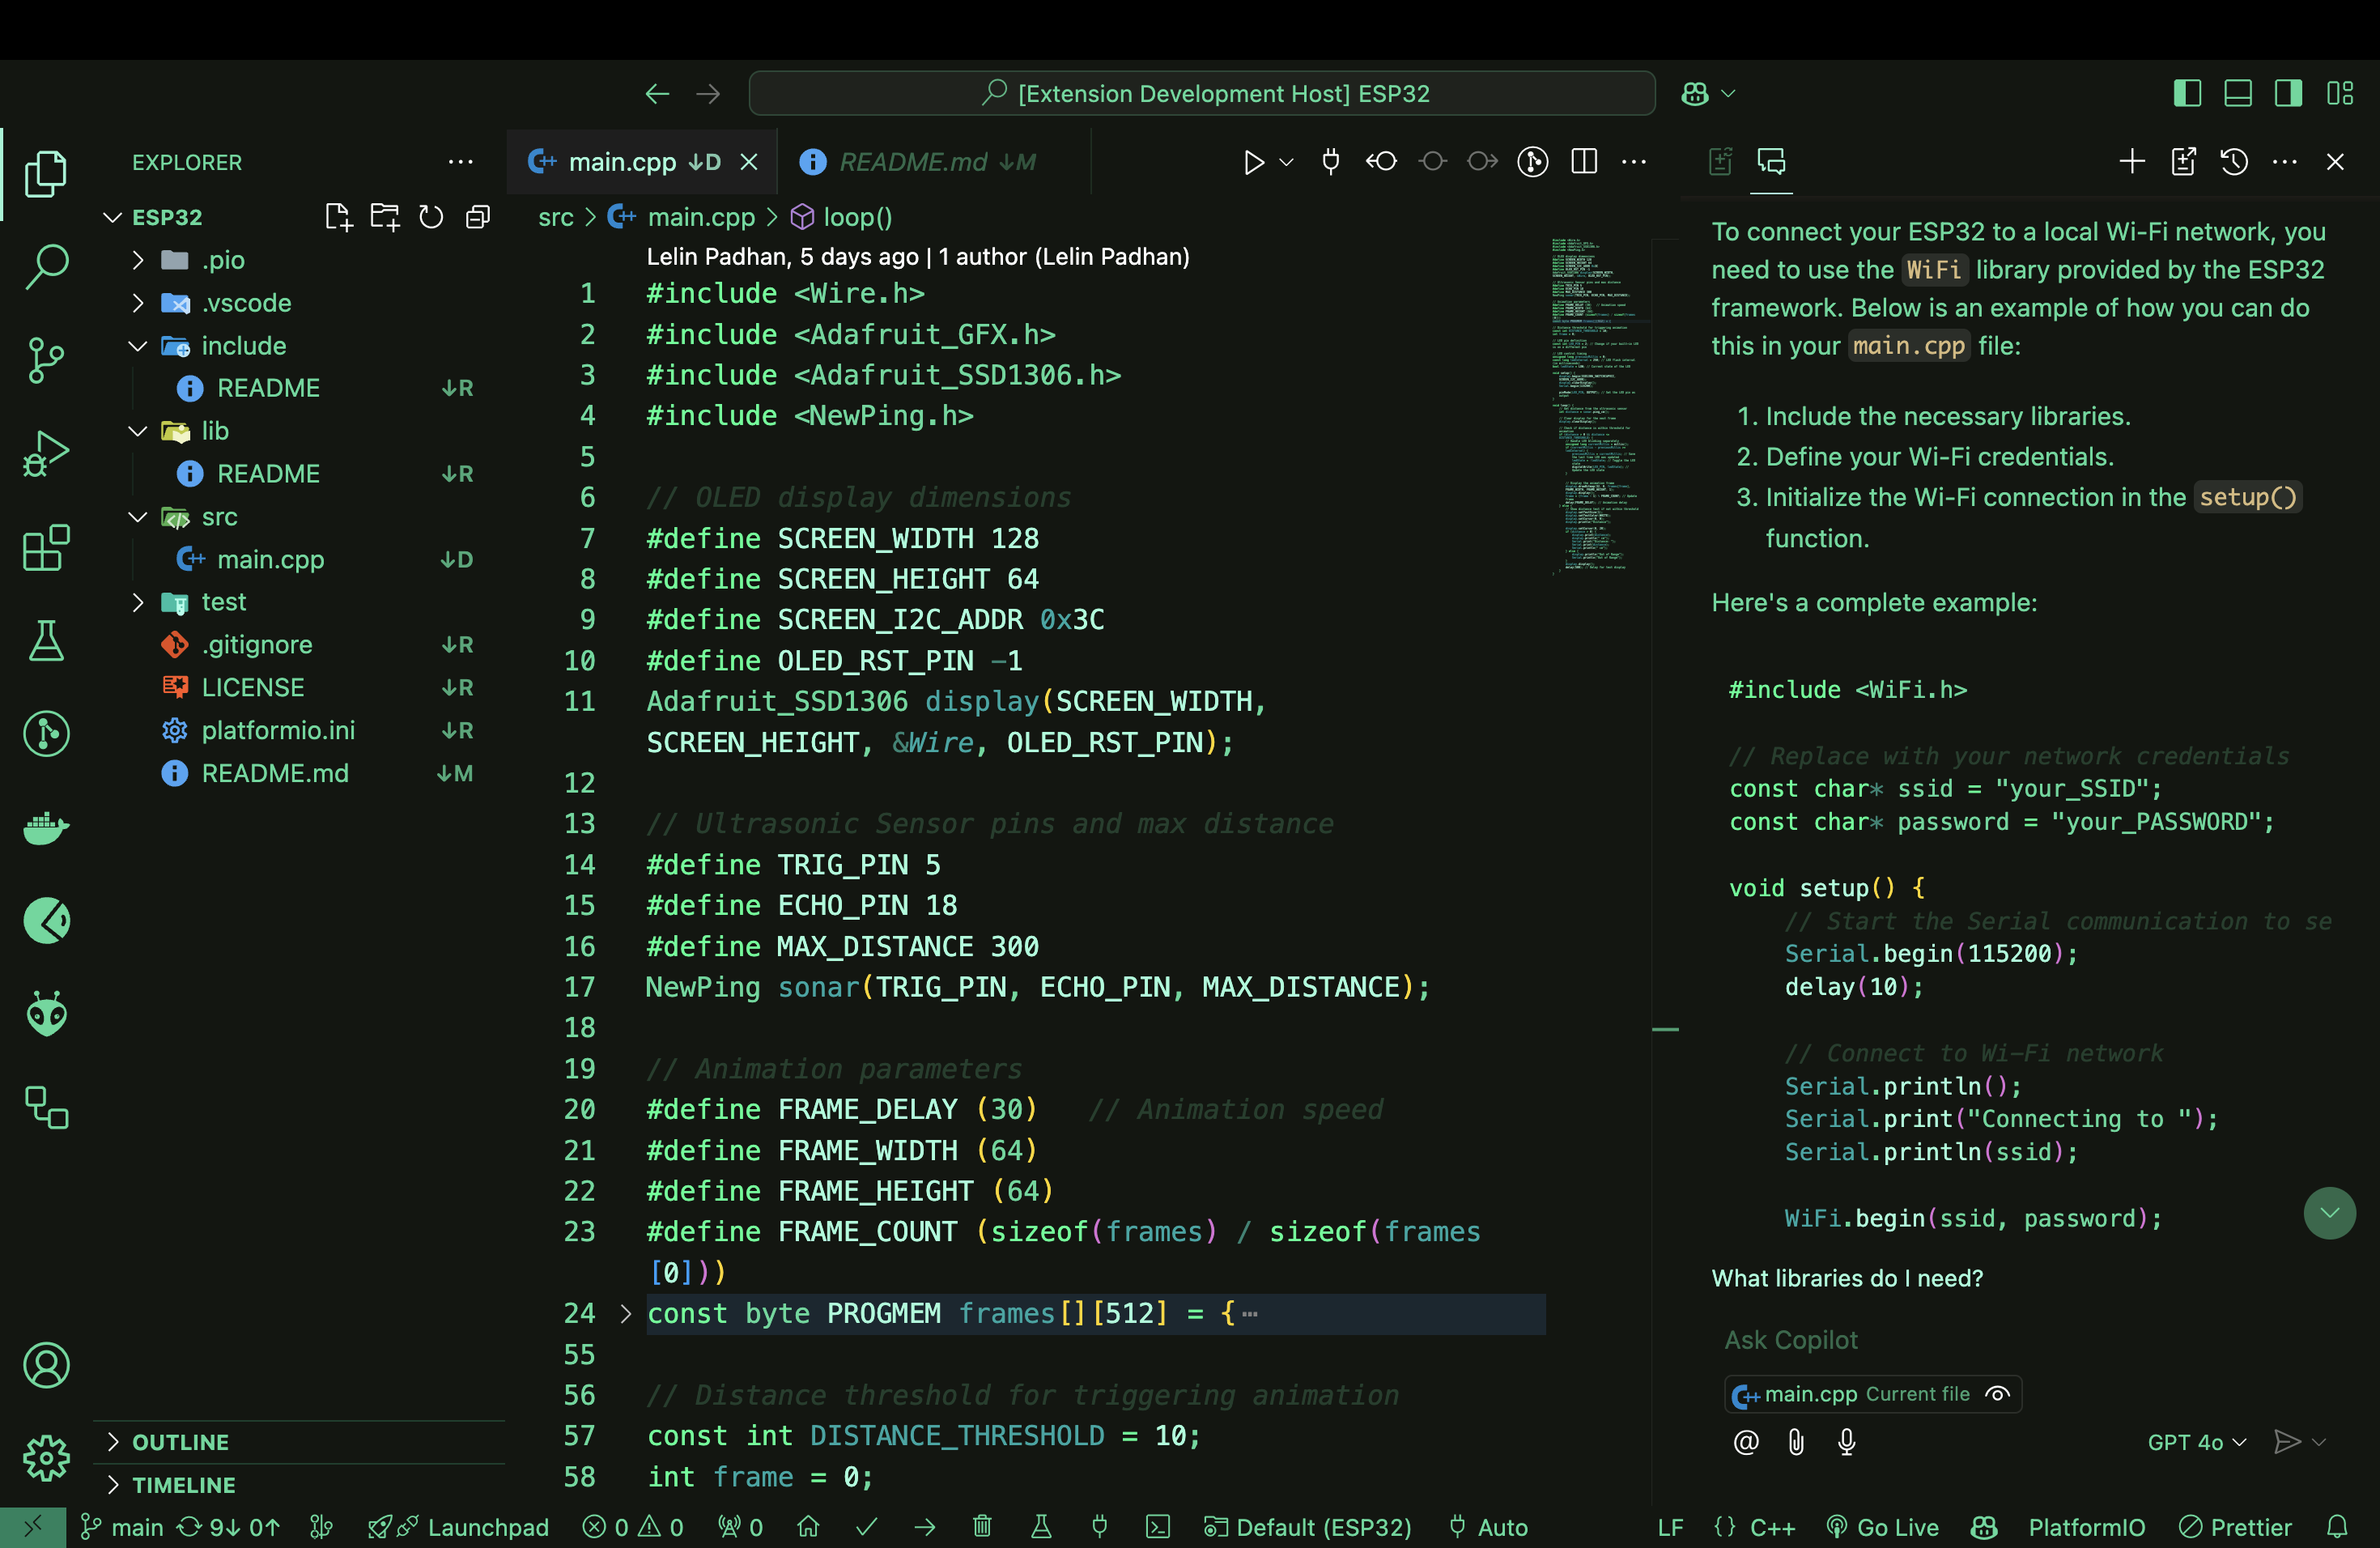 [Extension Development Host] ESP32
EXPLORER
ESP32
.pio
.vscode
include
README ↓R
lib
README ↓R
src
main.cpp ↓D
test
.gitignore ↓R
LICENSE ↓R
platformio.ini ↓R
README.md ↓M
OUTLINE
TIMELINE
main.cpp ↓D
README.md ↓M
src > main.cpp > loop()
Lelin Padhan, 5 days ago | 1 author (Lelin Padhan)
1 #include <Wire.h>
2 #include <Adafruit_GFX.h>
3 #include <Adafruit_SSD1306.h>
4 #include <NewPing.h>
5
6 // OLED display dimensions
7 #define SCREEN_WIDTH 128
8 #define SCREEN_HEIGHT 64
9 #define SCREEN_I2C_ADDR 0x3C
10 #define OLED_RST_PIN -1
11 Adafruit_SSD1306 display(SCREEN_WIDTH,
SCREEN_HEIGHT, &Wire, OLED_RST_PIN);
12
13 // Ultrasonic Sensor pins and max distance
14 #define TRIG_PIN 5
15 #define ECHO_PIN 18
16 #define MAX_DISTANCE 300
17 NewPing sonar(TRIG_PIN, ECHO_PIN, MAX_DISTANCE);
18
19 // Animation parameters
20 #define FRAME_DELAY (30)   // Animation speed
21 #define FRAME_WIDTH (64)
22 #define FRAME_HEIGHT (64)
23 #define FRAME_COUNT (sizeof(frames) / sizeof(frames
[0]))
24 const byte PROGMEM frames[][512] = {…
55
56 // Distance threshold for triggering animation
57 const int DISTANCE_THRESHOLD = 10;
58 int frame = 0;
To connect your ESP32 to a local Wi-Fi network, you
need to use the WiFi library provided by the ESP32
framework. Below is an example of how you can do
this in your main.cpp file:
1. Include the necessary libraries.
2. Define your Wi-Fi credentials.
3. Initialize the Wi-Fi connection in the setup()
function.
Here's a complete example:
#include <WiFi.h>
// Replace with your network credentials
const char* ssid = "your_SSID";
const char* password = "your_PASSWORD";
void setup() {
// Start the Serial communication to se
Serial.begin(115200);
delay(10);
// Connect to Wi-Fi network
Serial.println();
Serial.print("Connecting to ");
Serial.println(ssid);
WiFi.begin(ssid, password);
What libraries do I need?
Ask Copilot
main.cpp Current file
GPT 4o
main 9↓ 0↑ Launchpad 0 0 0 Default (ESP32) Auto LF {} C++ Go Live PlatformIO Prettier